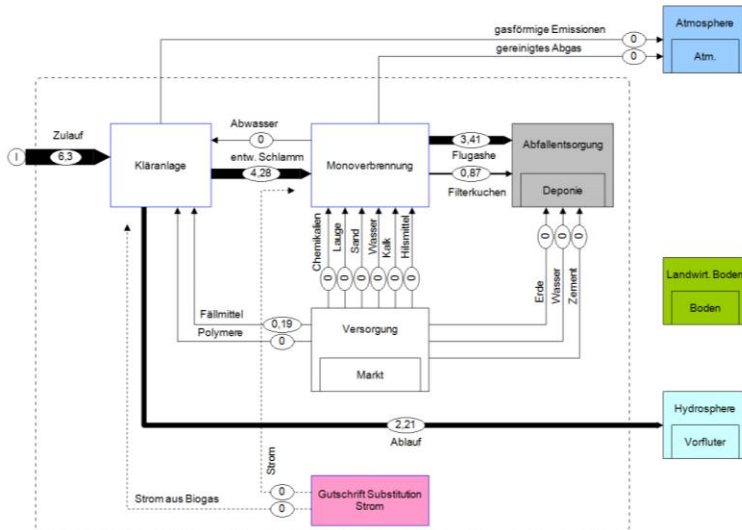 gasförmige Emissionen
0
Atmosphere
Atm.
gereinigtes Abgas
0
Zulauf
I
6,3
Kläranlage
Abwasser
0
entw. Schlamm
4,28
Monoverbrennung
3,41
Flugashe
0,87
Filterkuchen
Abfallentsorgung
Deponie
Chemikalien
0
Lauge
0
Sand
0
Wasser
0
Kalk
0
Hilsmittel
0
Erde
0
Wasser
0
Zement
0
Landwirt. Boden
Boden
Fällmittel
0,19
Polymere
0
Versorgung
Markt
Hydrosphere
Vorfluter
2,21
Ablauf
Strom
0
Strom aus Biogas
0
Gutschrift Substitution
Strom